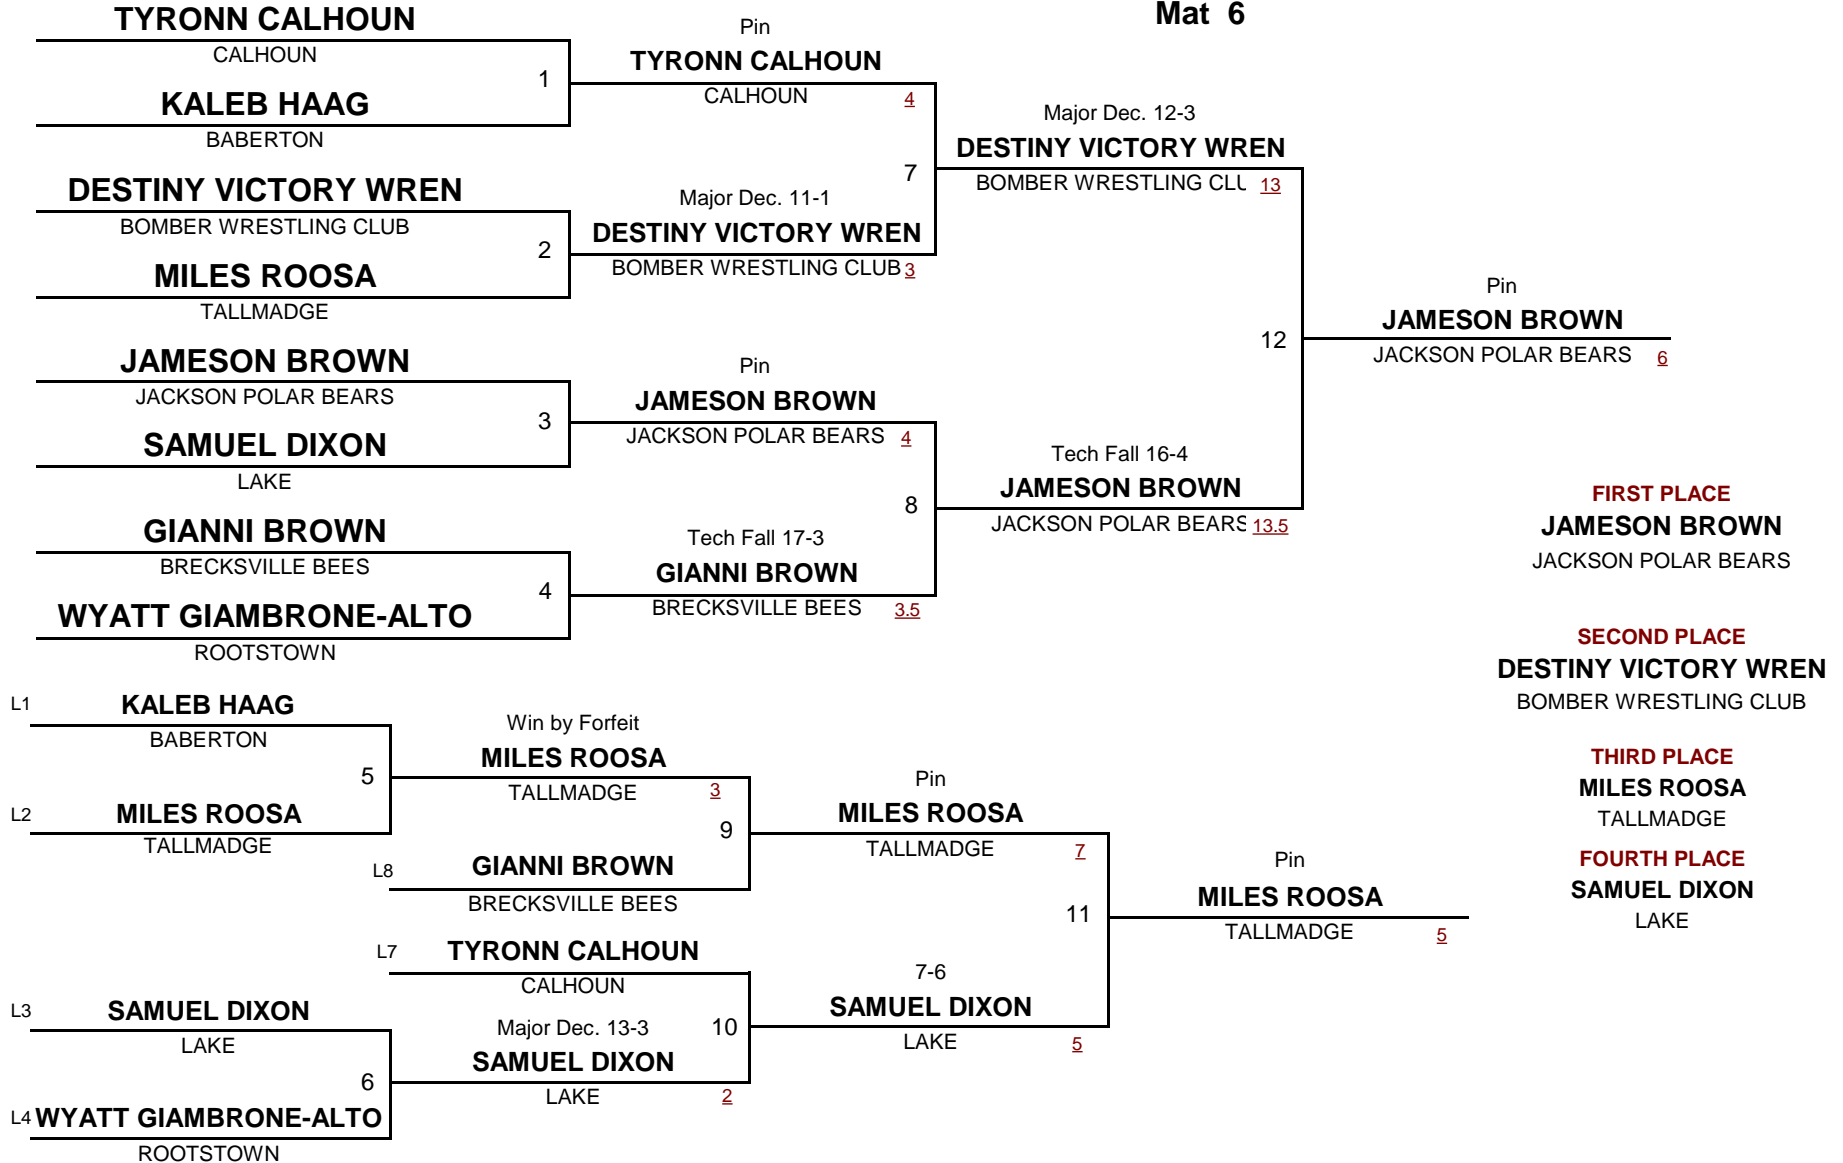 Mat 6
TYRONN CALHOUN
CALHOUN
1
KALEB HAAG
BABERTON
DESTINY VICTORY WREN
BOMBER WRESTLING CLUB
2
MILES ROOSA
TALLMADGE
JAMESON BROWN
JACKSON POLAR BEARS
3
SAMUEL DIXON
LAKE
GIANNI BROWN
BRECKSVILLE BEES
4
WYATT GIAMBRONE-ALTO
ROOTSTOWN
Pin
TYRONN CALHOUN
CALHOUN 4
7
Major Dec. 11-1
DESTINY VICTORY WREN
BOMBER WRESTLING CLUB 3
Pin
JAMESON BROWN
JACKSON POLAR BEARS 4
8
Tech Fall 17-3
GIANNI BROWN
BRECKSVILLE BEES 3.5
Major Dec. 12-3
DESTINY VICTORY WREN
BOMBER WRESTLING CLU 13
12
Tech Fall 16-4
JAMESON BROWN
JACKSON POLAR BEARS 13.5
Pin
JAMESON BROWN
JACKSON POLAR BEARS 6
FIRST PLACE
JAMESON BROWN
JACKSON POLAR BEARS
SECOND PLACE
DESTINY VICTORY WREN
BOMBER WRESTLING CLUB
THIRD PLACE
MILES ROOSA
TALLMADGE
FOURTH PLACE
SAMUEL DIXON
LAKE
L1 KALEB HAAG
BABERTON
5
L2 MILES ROOSA
TALLMADGE
L3 SAMUEL DIXON
LAKE
6
L4 WYATT GIAMBRONE-ALTO
ROOTSTOWN
Win by Forfeit
MILES ROOSA
TALLMADGE 3
9
L8 GIANNI BROWN
BRECKSVILLE BEES
L7 TYRONN CALHOUN
CALHOUN
Major Dec. 13-3 10
SAMUEL DIXON
LAKE 2
Pin
MILES ROOSA
TALLMADGE 7
11
7-6
SAMUEL DIXON
LAKE 5
Pin
MILES ROOSA
TALLMADGE 5